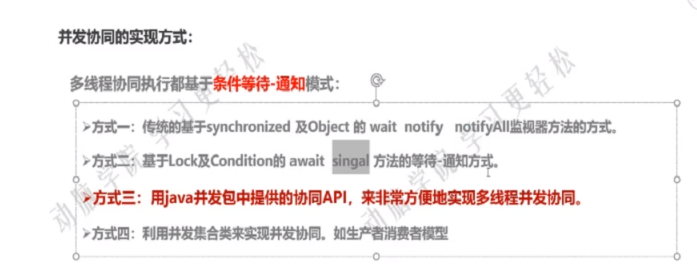 并发协同的实现方式：
多线程协同执行都基于条件等待-通知模式：
➢方式一：传统的基于synchronized 及Object 的 wait notify notifyAll监视器方法的方式。
➢方式二：基于Lock及Condition的 await singal 方法的等待-通知方式。
➢方式三：用java并发包中提供的协同API，来非常方便地实现多线程并发协同。
➢方式四：利用并发集合类来实现并发协同。如生产者消费者模型
动脑学院 学习更轻松
动脑学院 学习更轻松